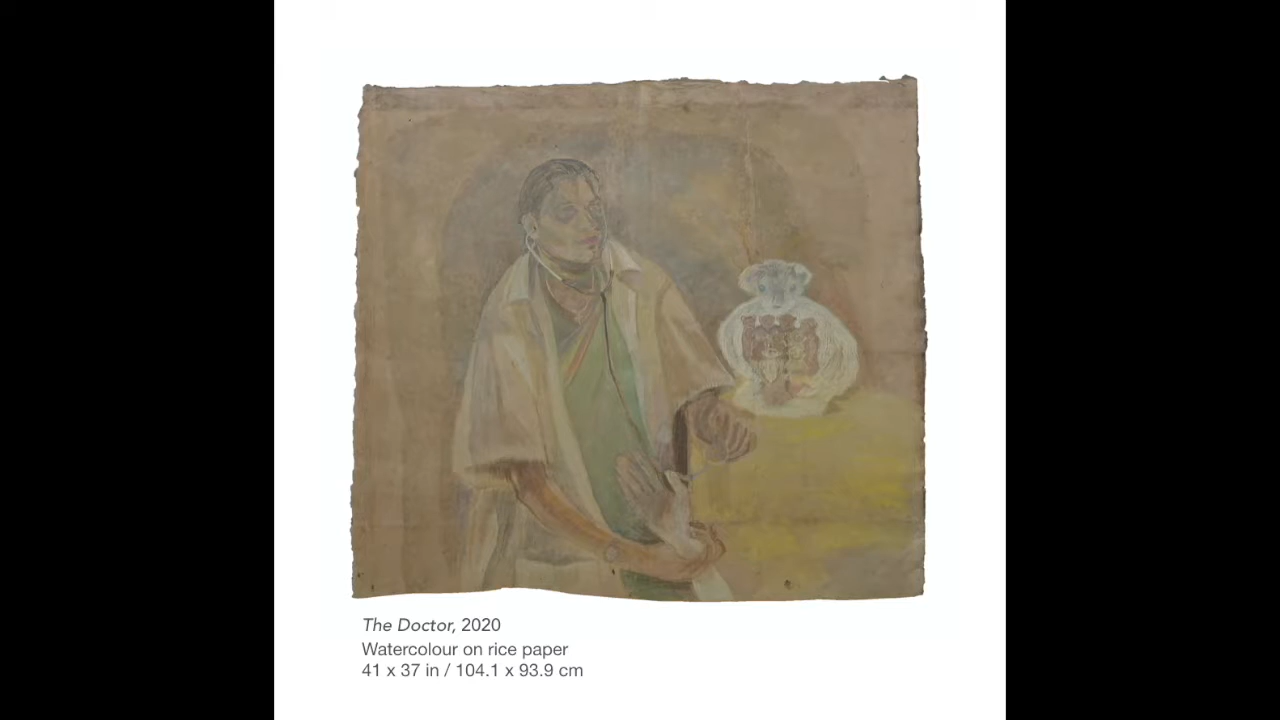 The Doctor, 2020
Watercolour on rice paper
41 x 37 in / 104.1 x 93.9 cm